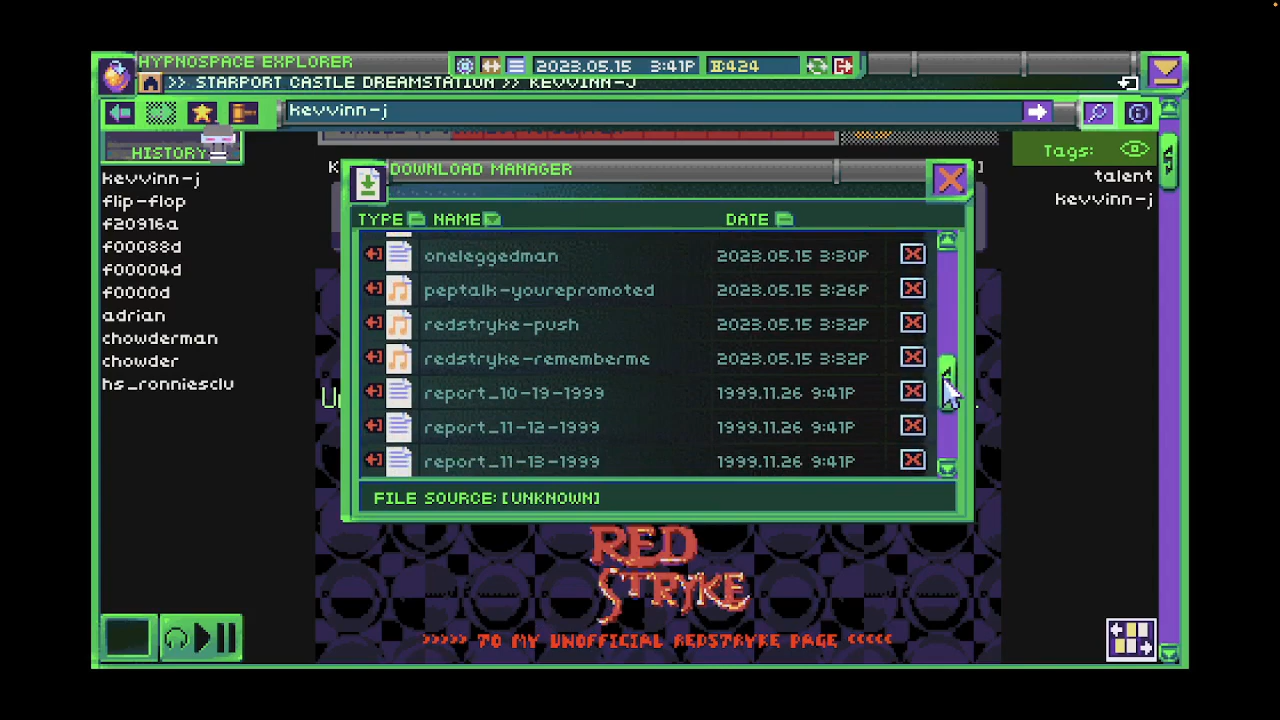 HYPNOSPACE EXPLORER
2023.05.15 3:41P
424
>> STARPORT CASTLE DREAMSTATION >> KEVVINN-J
kevvinn-j
HISTORY
kevvinn-j
flip-flop
f20916a
f00083d
f00004d
f0000d
adrian
chowderman
chowder
hs_ronniesclu
Tags:
talent
kevvinn-j
DOWNLOAD MANAGER
TYPE NAME DATE
oneleggedman 2023.05.15 3:30P
peptalk-yourepromoted 2023.05.15 3:26P
redstryke-push 2023.05.15 3:32P
redstryke-rememberme 2023.05.15 3:32P
report_10-19-1999 1999.11.26 9:41P
report_11-12-1999 1999.11.26 9:41P
report_11-13-1999 1999.11.26 9:41P
FILE SOURCE: [UNKNOWN]
RED
STRYKE
>>>>> TO MY UNOFFICIAL REDSTRYKE PAGE <<<<<